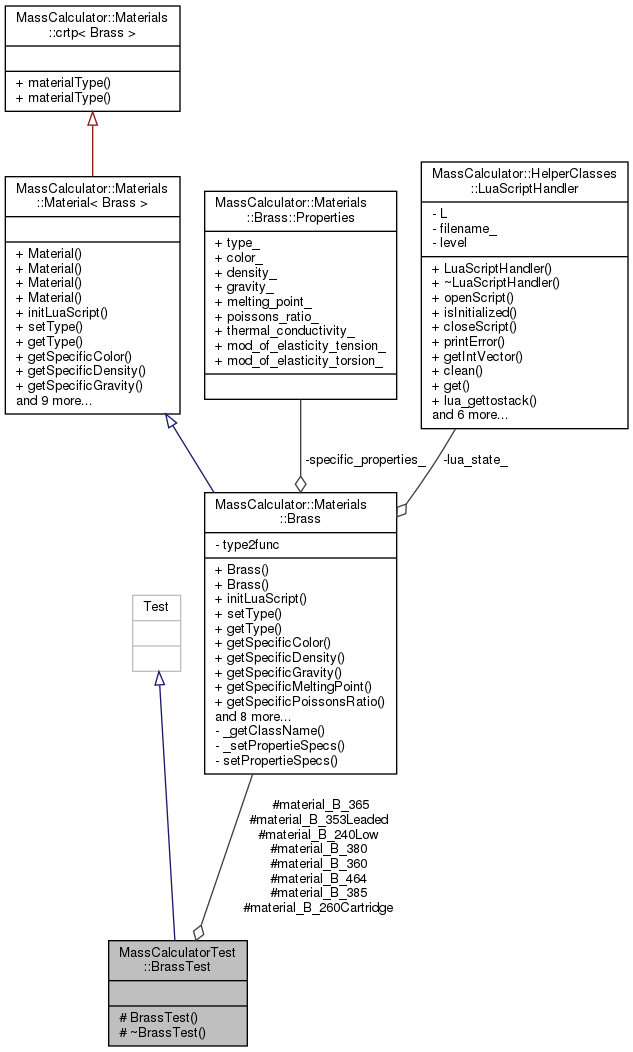 MassCalculator::Materials
::crtp< Brass >
+ materialType()
+ materialType()
MassCalculator::Materials
::Material< Brass >
+ Material()
+ Material()
+ Material()
+ Material()
+ initLuaScript()
+ setType()
+ getType()
+ getSpecificColor()
+ getSpecificDensity()
+ getSpecificGravity()
and 9 more...
MassCalculator::Materials
::Brass::Properties
+ type_
+ color_
+ density_
+ gravity_
+ melting_point_
+ poissons_ratio_
+ thermal_conductivity_
+ mod_of_elasticity_tension_
+ mod_of_elasticity_torsion_
MassCalculator::HelperClasses
::LuaScriptHandler
- L
- filename_
- level
+ LuaScriptHandler()
+ ~LuaScriptHandler()
+ openScript()
+ isInitialized()
+ closeScript()
+ printError()
+ getIntVector()
+ clean()
+ get()
+ lua_gettostack()
and 6 more...
-specific_properties_
-lua_state_
MassCalculator::Materials
::Brass
- type2func
+ Brass()
+ Brass()
+ initLuaScript()
+ setType()
+ getType()
+ getSpecificColor()
+ getSpecificDensity()
+ getSpecificGravity()
+ getSpecificMeltingPoint()
+ getSpecificPoissonsRatio()
and 8 more...
- _getClassName()
- _setPropertieSpecs()
- setPropertieSpecs()
Test
#material_B_365
#material_B_353Leaded
#material_B_240Low
#material_B_380
#material_B_360
#material_B_464
#material_B_385
#material_B_260Cartridge
MassCalculatorTest
::BrassTest
# BrassTest()
# ~BrassTest()